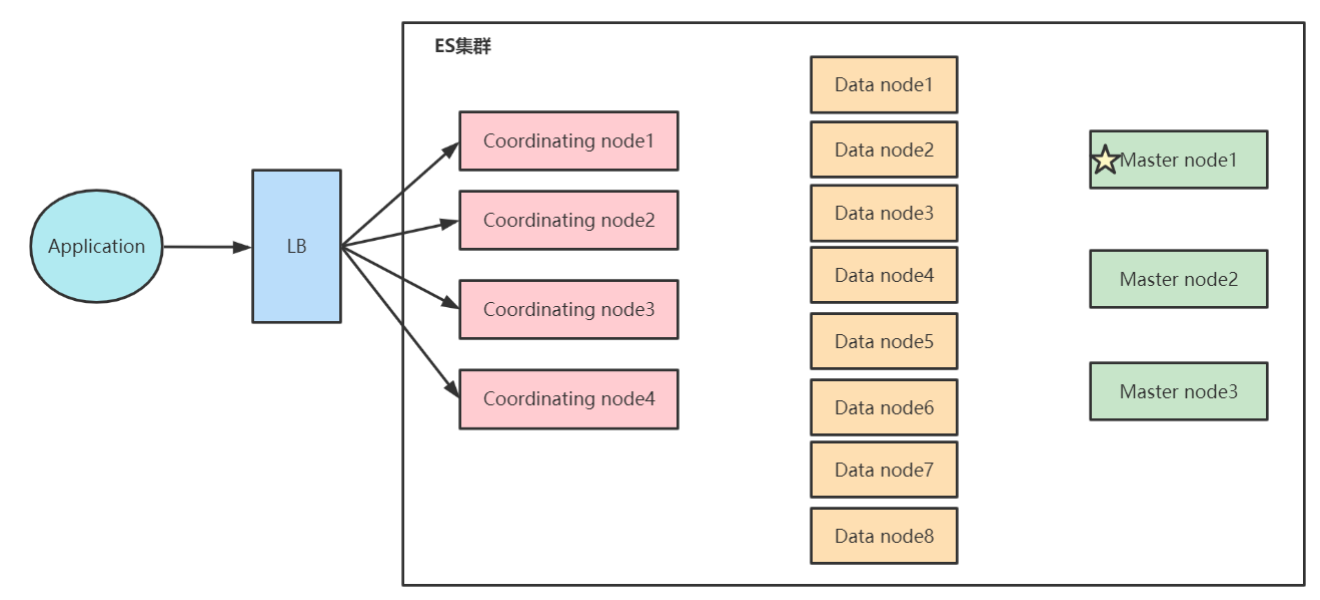 ES集群
Application
LB
Coordinating node1
Coordinating node2
Coordinating node3
Coordinating node4
Data node1
Data node2
Data node3
Data node4
Data node5
Data node6
Data node7
Data node8
Master node1
Master node2
Master node3